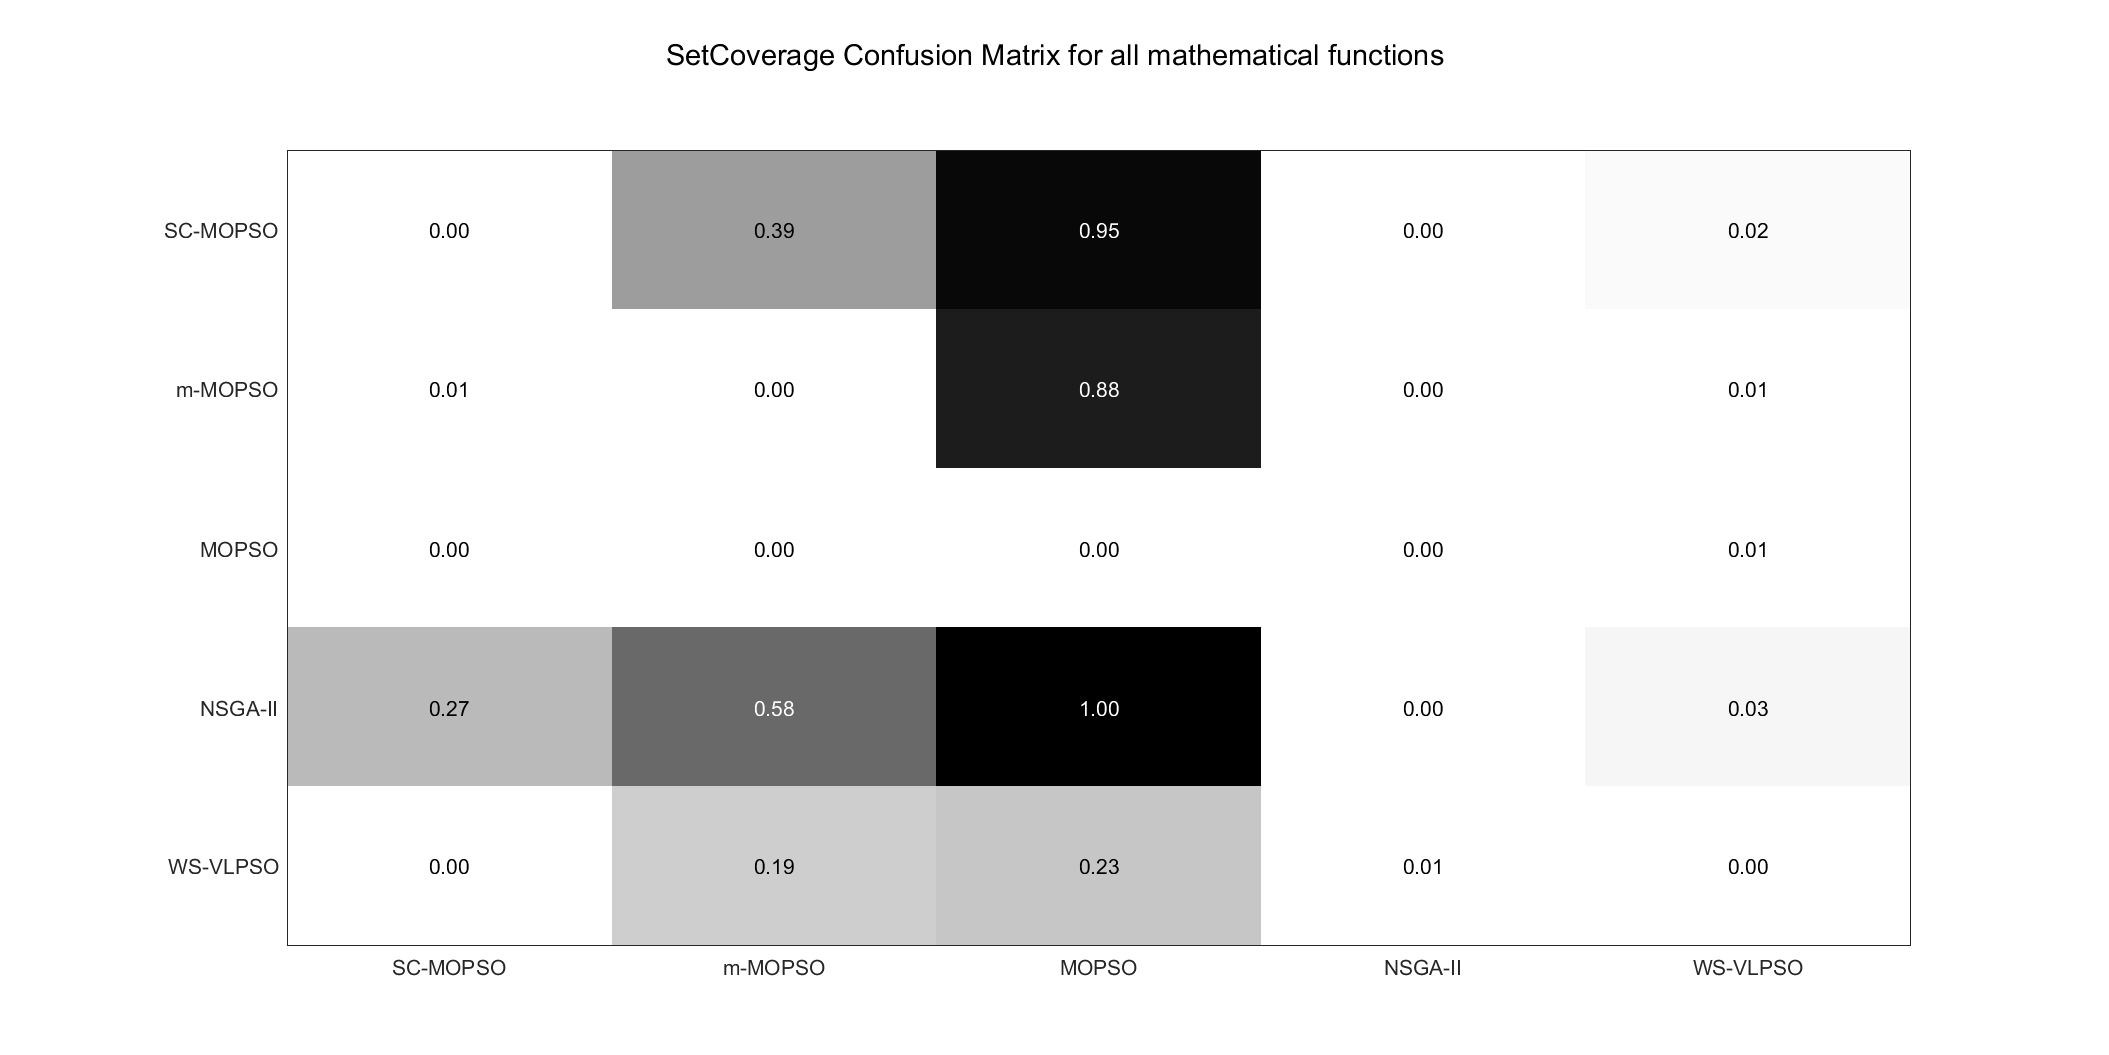 SetCoverage Confusion Matrix for all mathematical functions
SC-MOPSO 0.00 0.39 0.95 0.00 0.02
m-MOPSO 0.01 0.00 0.88 0.00 0.01
MOPSO 0.00 0.00 0.00 0.00 0.01
NSGA-II 0.27 0.58 1.00 0.00 0.03
WS-VLPSO 0.00 0.19 0.23 0.01 0.00
SC-MOPSO m-MOPSO MOPSO NSGA-II WS-VLPSO